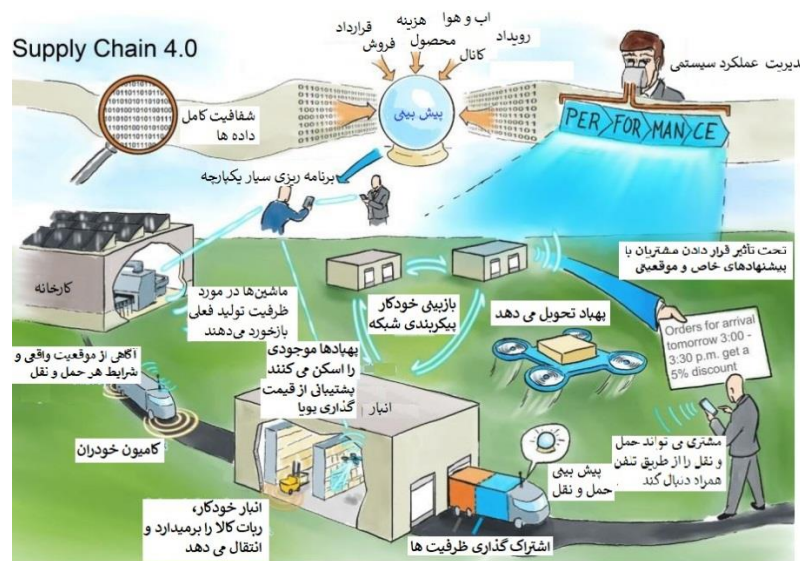 Supply Chain 4.0
قرارداد
هزینه
اب و هوا
فروش
محصول
رویداد
کانال
پیش بینی
شفافیت کامل
داده ها
مدیریت عملکرد سیستمی
PER FOR MAN CE
برنامه ریزی سیار یکپارچه
کارخانه
ماشین‌ها در مورد
ظرفیت تولید فعلی
بازخورد می‌دهند
بازبینی خودکار
پیکربندی شبکه
تحت تأثیر قرار دادن مشتریان با
پیشنهادهای خاص و موقعیتی
پهپاد تحویل می دهد
Orders for arrival
tomorrow 3:00 -
3:30 p.m. get a
5% discount
آگاهی از موقعیت واقعی و
شرایط هر حمل و نقل
کامیون خودران
پهپادها موجودی
را اسکن می کنند
پشتیبانی از قیمت
گذاری پویا
انبار
انبار خودکار،
ربات کالا را برمیدارد و
انتقال می دهد
پیش بینی
حمل و نقل
اشتراک گذاری ظرفیت ها
مشتری می تواند حمل
و نقل را از طریق تنفن
همراه دنبال کند